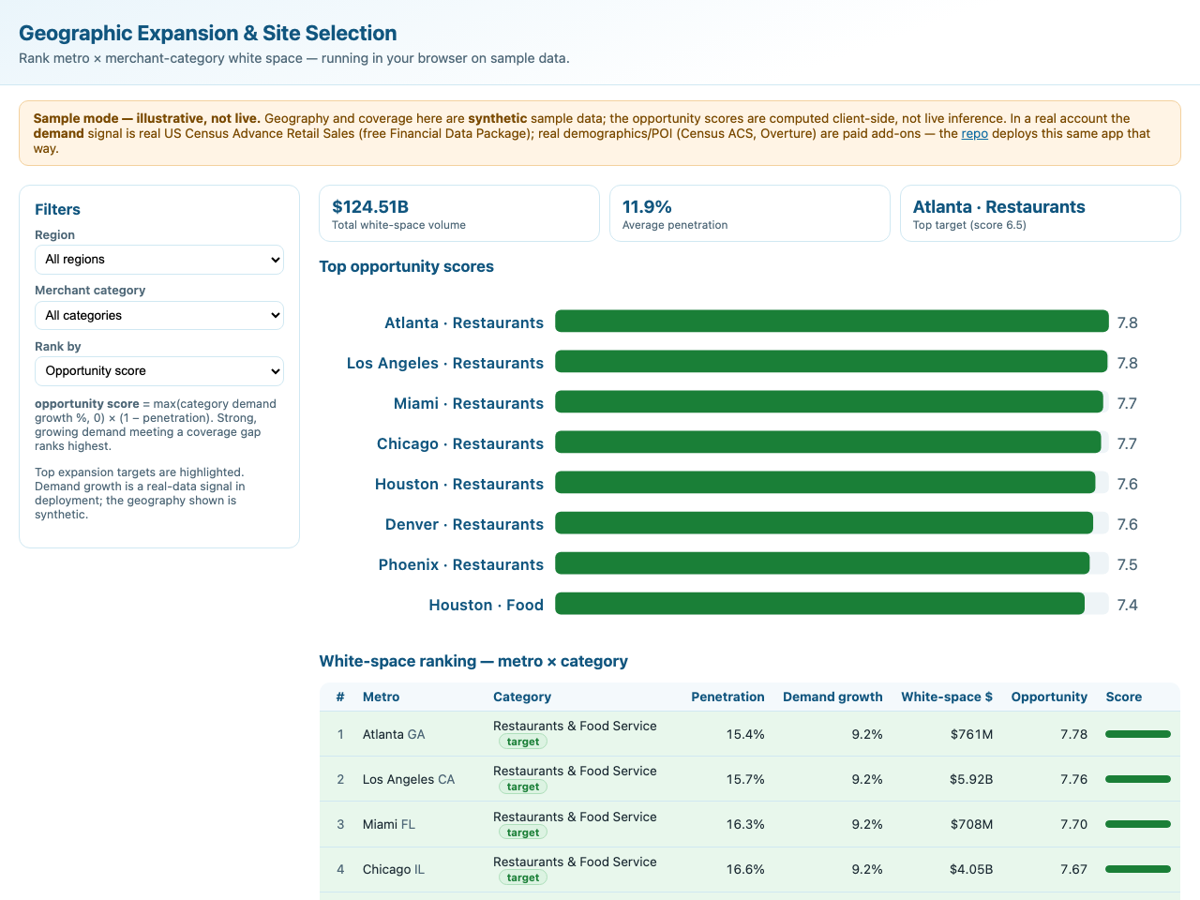 Geographic Expansion & Site Selection
Rank metro × merchant-category white space — running in your browser on sample data.
Sample mode — illustrative, not live. Geography and coverage here are synthetic sample data; the opportunity scores are computed client-side, not live inference. In a real account the
demand signal is real US Census Advance Retail Sales (free Financial Data Package); real demographics/POI (Census ACS, Overture) are paid add-ons — the repo deploys this same app that
way.
Filters
Region
All regions
Merchant category
All categories
Rank by
Opportunity score
opportunity score = max(category demand
growth %, 0) × (1 − penetration). Strong,
growing demand meeting a coverage gap
ranks highest.
Top expansion targets are highlighted.
Demand growth is a real-data signal in
deployment; the geography shown is
synthetic.
$124.51B
Total white-space volume
11.9%
Average penetration
Atlanta · Restaurants
Top target (score 6.5)
Top opportunity scores
Atlanta · Restaurants 7.8
Los Angeles · Restaurants 7.8
Miami · Restaurants 7.7
Chicago · Restaurants 7.7
Houston · Restaurants 7.6
Denver · Restaurants 7.6
Phoenix · Restaurants 7.5
Houston · Food 7.4
White-space ranking — metro × category
# Metro Category Penetration Demand growth White-space $ Opportunity Score
1 Atlanta GA Restaurants & Food Service target 15.4% 9.2% $761M 7.78
2 Los Angeles CA Restaurants & Food Service target 15.7% 9.2% $5.92B 7.76
3 Miami FL Restaurants & Food Service target 16.3% 9.2% $708M 7.70
4 Chicago IL Restaurants & Food Service target 16.6% 9.2% $4.05B 7.67